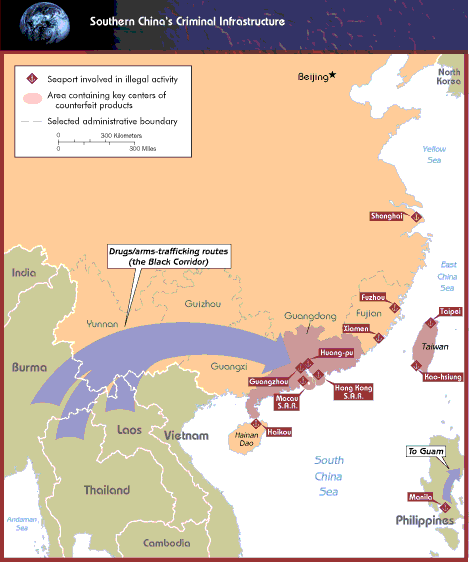 Southern China's Criminal Infrastructure
Seaport involved in illegal activity
Area containing key centers of
counterfeit products
Selected administrative boundary
0 300 Kilometers
0 300 Miles
Beijing
North
Korea
Yellow
Sea
Shanghai
East
China
Sea
Drugs/arms-trafficking routes
(the Black Corridor)
India
Guizhou
Yunnan
Guangdong
Fuzhou
Fujian
Xiamen
Taipei
Taiwan
Kao-hsiung
Burma
Guangxi
Huang-pu
Guangzhou
Macau
S.A.R.
Hong Kong
S.A.R.
Laos
Vietnam
Hainan
Dao
Haikou
To Guam
South
China
Sea
Thailand
Manila
Philippines
Andaman
Sea
Cambodia